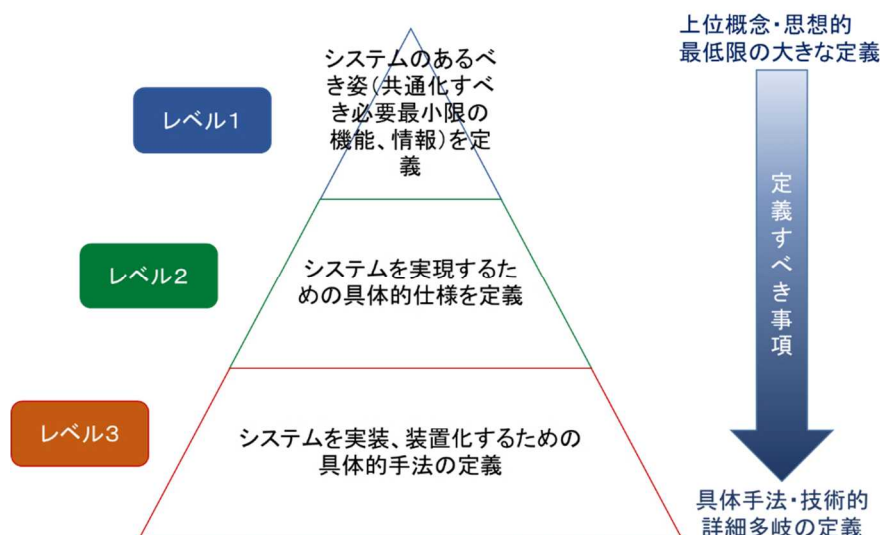 上位概念・思想的
最低限の大きな定義
レベル１
システムのあるべ
き姿（共通化すべ
き必要最小限の
機能、情報）を定
義
定義すべき事項
レベル２
システムを実現するた
めの具体的仕様を定義
レベル３
システムを実装、装置化するための
具体的手法の定義
具体手法・技術的
詳細多岐の定義